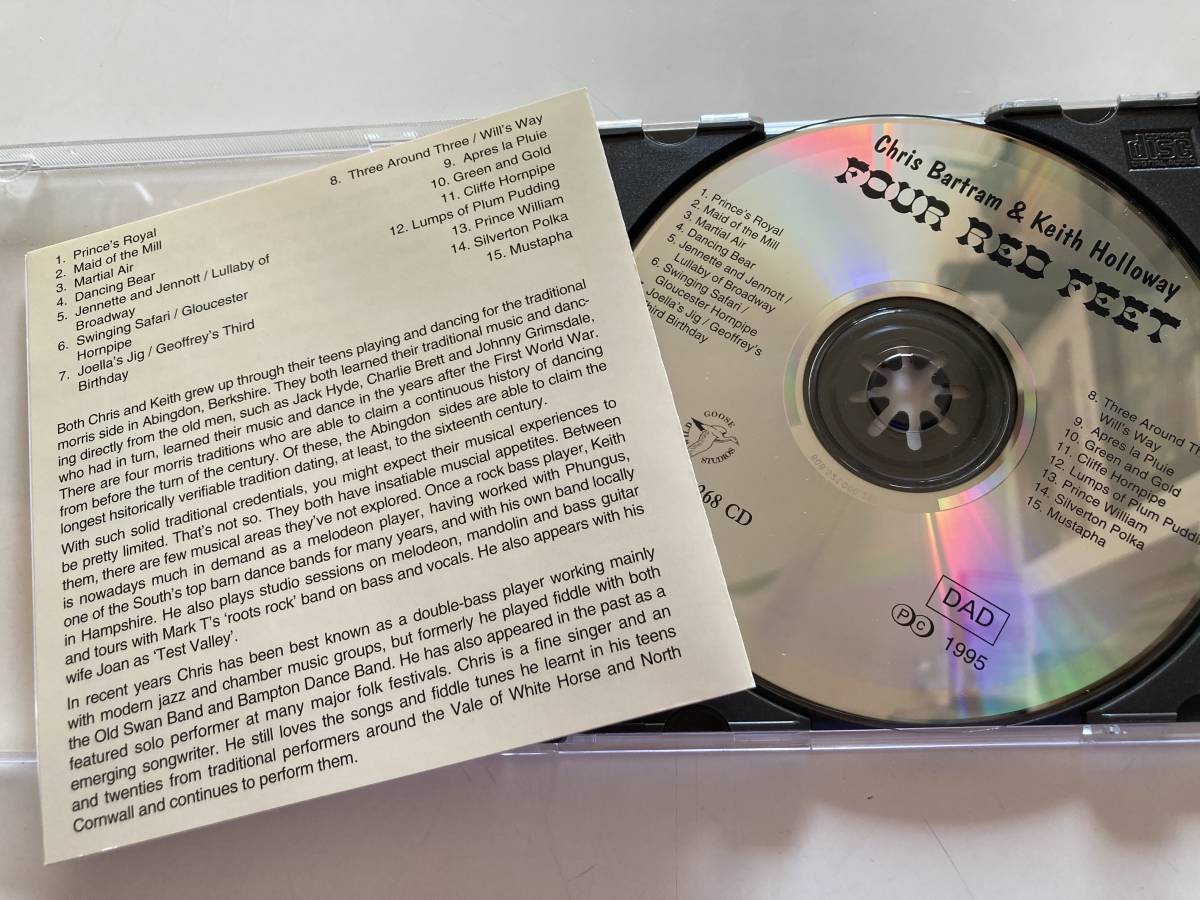 1. Prince's Royal
2. Maid of the Mill
3. Martial Air
4. Dancing Bear
5. Jennette and Jennott / Lullaby of
Broadway
6. Swinging Safari / Gloucester
Hornpipe
7. Joella's Jig / Geoffrey's Third
Birthday
8. Three Around Three / Will's Way
9. Apres la Pluie
10. Green and Gold
11. Cliffe Hornpipe
12. Lumps of Plum Pudding
13. Prince William
14. Silverton Polka
15. Mustapha
Both Chris and Keith grew up through their teens playing and dancing for the traditional
morris side in Abingdon, Berkshire. They both learned their traditional music and danc-
ing directly from the old men, such as Jack Hyde, Charlie Brett and Johnny Grimsdale,
who had in turn, learned their music and dance in the years after the First World War.
There are four morris traditions who are able to claim a continuous history of dancing
from before the turn of the century. Of these, the Abingdon sides are able to claim the
longest hsitorically verifiable tradition dating, at least, to the sixteenth century.
With such solid traditional credentials, you might expect their musical experiences to
be pretty limited. That's not so. They both have insatiable muscial appetites. Between
them, there are few musical areas they've not explored. Once a rock bass player, Keith
is nowadays much in demand as a melodeon player, having worked with Phungus,
one of the South's top barn dance bands for many years, and with his own band locally
in Hampshire. He also plays studio sessions on melodeon, mandolin and bass guitar
and tours with Mark T's 'roots rock' band on bass and vocals. He also appears with his
wife Joan as 'Test Valley'.
In recent years Chris has been best known as a double-bass player working mainly
with modern jazz and chamber music groups, but formerly he played fiddle with both
the Old Swan Band and Bampton Dance Band. He has also appeared in the past as a
featured solo performer at many major folk festivals. Chris is a fine singer and an
emerging songwriter. He still loves the songs and fiddle tunes he learnt in his teens
and twenties from traditional performers around the Vale of White Horse and North
Cornwall and continues to perform them.
Chris Bartram & Keith Holloway
FOUR RED FEET
1. Prince's Royal
2. Maid of the Mill
3. Martial Air
4. Dancing Bear
5. Jennette and Jennott /
Lullaby of Broadway
6. Swinging Safari /
Gloucester Hornpipe
Joella's Jig / Geoffrey's
Third Birthday
GOOSE
STUDIOS
268 CD
8. Three Around
Will's Way
9. Apres la Pluie
10. Green and Gold
11. Cliffe Hornpipe
12. Lumps of Plum
13. Prince William
14. Silverton Polka
15. Mustapha
DAD
P C 1995
disc